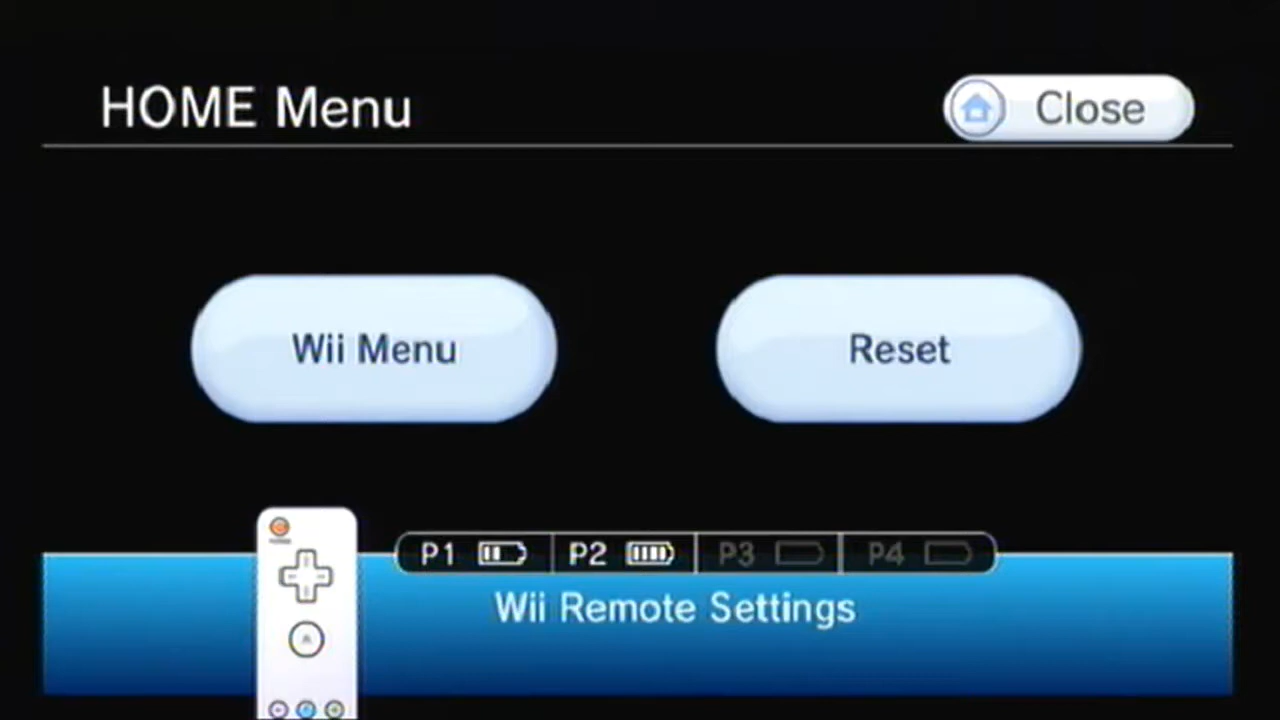 HOME Menu
Close
Wii Menu
Reset
P1 P2 P3 P4
Wii Remote Settings